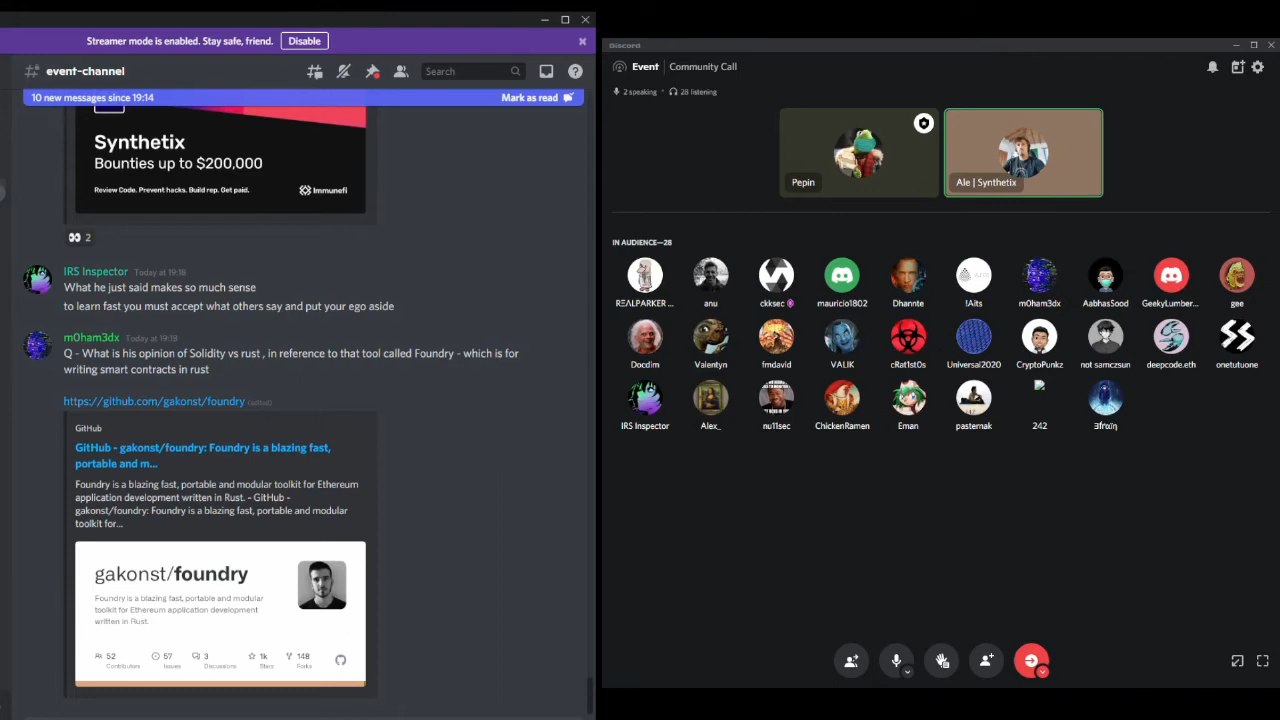 Streamer mode is enabled. Stay safe, friend. Disable
event-channel
Search
10 new messages since 19:14
Mark as read
Synthetix
Bounties up to $200,000
Review Code. Prevent hacks. Build rep. Get paid.
Immunefi
2
IRS Inspector Today at 19:18
What he just said makes so much sense
to learn fast you must accept what others say and put your ego aside
m0ham3dx Today at 19:18
Q - What is his opinion of Solidity vs rust , in reference to that tool called Foundry - which is for
writing smart contracts in rust
https://github.com/gakonst/foundry (edited)
GitHub
GitHub - gakonst/foundry: Foundry is a blazing fast,
portable and m...
Foundry is a blazing fast, portable and modular toolkit for Ethereum
application development written in Rust. - GitHub -
gakonst/foundry: Foundry is a blazing fast, portable and modular
toolkit for...
gakonst/foundry
Foundry is a blazing fast, portable and modular
toolkit for Ethereum application development
written in Rust.
52 57 3 1k 148
Contributors Issues Discussions Stars Forks
Discord
Event Community Call
2 speaking • 28 listening
Pepin
Ale | Synthetix
IN AUDIENCE—28
anu ckksec mauricio1802 Dhannte !Aits m0ham3dx AabhasSood GeekyLumber... gee
Docdim Valentyn fmdavid VALIK cRat1st0s Universal2020 CryptoPunkz not samczsun deepcode.eth onetutuone
IRS Inspector Alex_ nu11sec ChickenRamen Eman pasternak 242